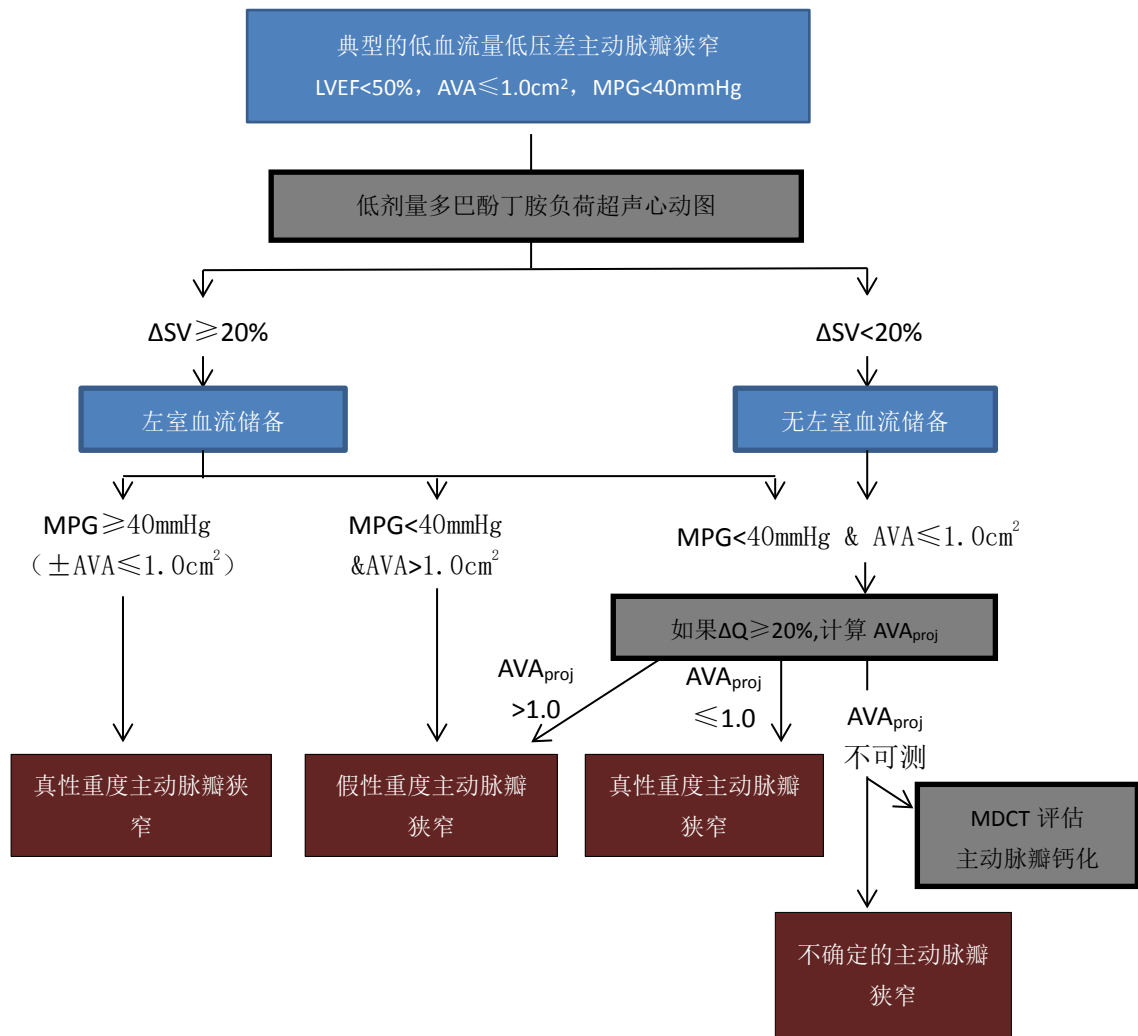 典型的低血流量低压差主动脉瓣狭窄
LVEF<50%，AVA≤1.0cm²，MPG<40mmHg
低剂量多巴酚丁胺负荷超声心动图
ΔSV≥20%
ΔSV<20%
左室血流储备
无左室血流储备
MPG≥40mmHg
（±AVA≤1.0cm²）
MPG<40mmHg
&AVA>1.0cm²
MPG<40mmHg & AVA≤1.0cm²
如果ΔQ≥20%,计算 AVAproj
AVAproj
>1.0
AVAproj
≤1.0
AVAproj
不可测
真性重度主动脉瓣狭
窄
假性重度主动脉瓣
狭窄
真性重度主动脉瓣
狭窄
MDCT 评估
主动脉瓣钙化
不确定的主动脉瓣
狭窄